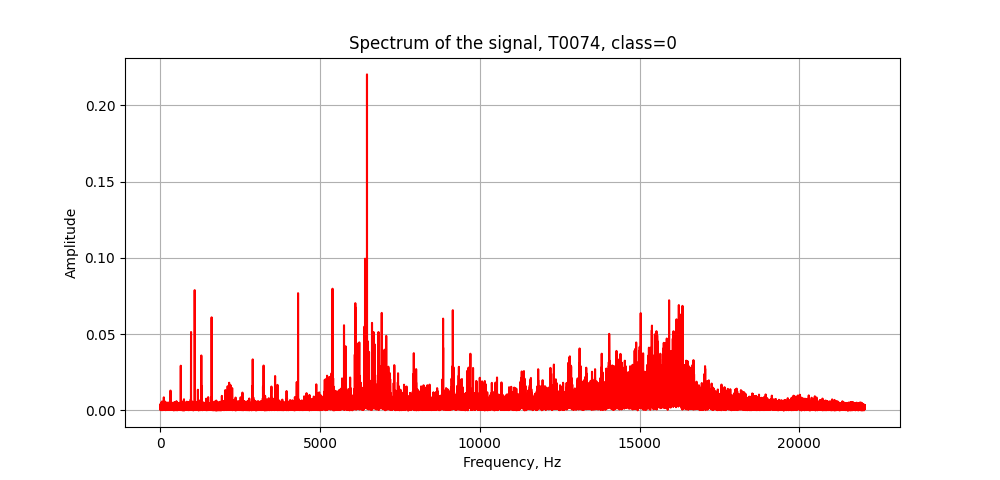 Spectrum of the signal, T0074, class=0
0.20
0.15
0.10
0.05
0.00
Amplitude
0 5000 10000 15000 20000
Frequency, Hz